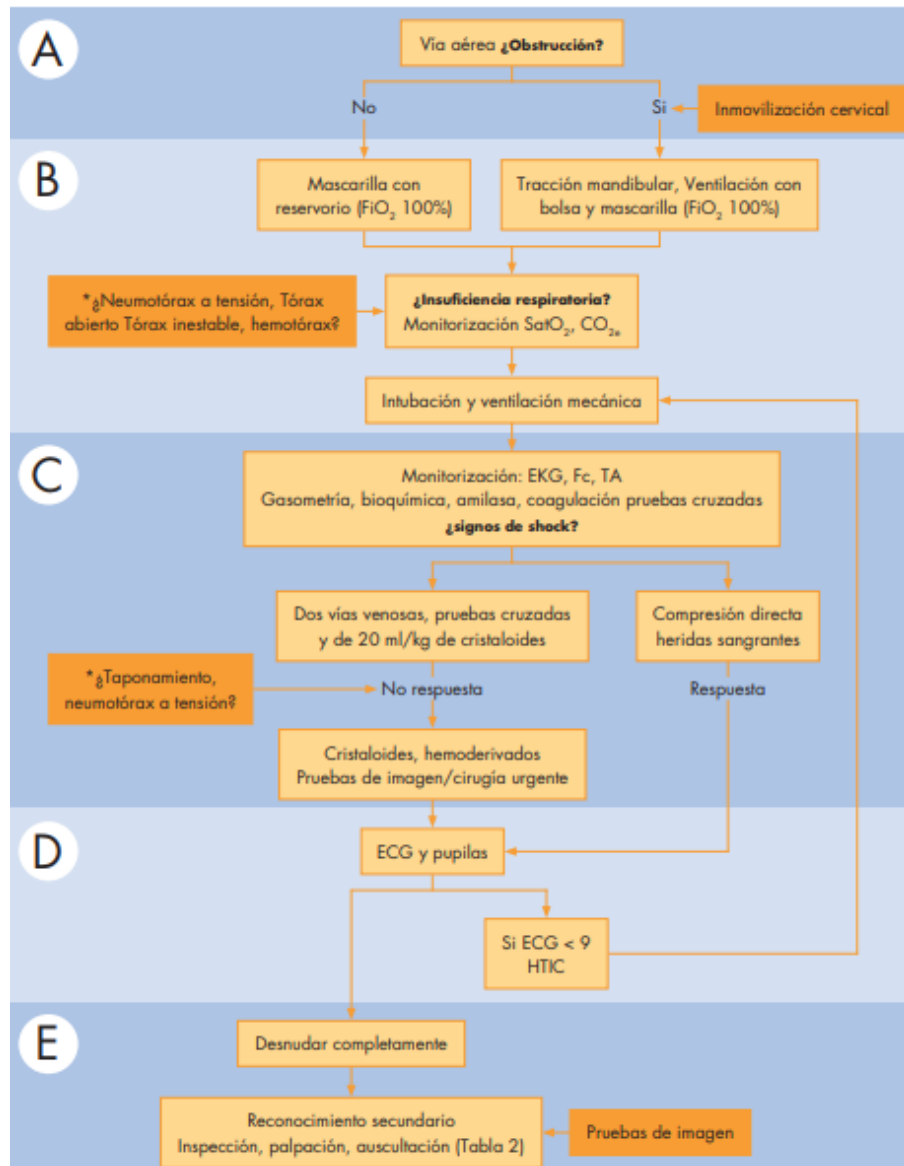 A
Vía aérea ¿Obstrucción?
No
Si
Inmovilización cervical
B
Mascarilla con
reservorio (FiO₂ 100%)
Tracción mandibular, Ventilación con
bolsa y mascarilla (FiO₂ 100%)
*¿Neumotórax a tensión, Tórax
abierto Tórax inestable, hemotórax?
¿Insuficiencia respiratoria?
Monitorización SatO₂, CO₂ₑ
Intubación y ventilación mecánica
C
Monitorización: EKG, Fc, TA
Gasometría, bioquímica, amilasa, coagulación pruebas cruzadas
¿signos de shock?
Dos vías venosas, pruebas cruzadas
y de 20 ml/kg de cristaloides
Compresión directa
heridas sangrantes
*¿Taponamiento,
neumotórax a tensión?
No respuesta
Respuesta
Cristaloides, hemoderivados
Pruebas de imagen/cirugía urgente
D
ECG y pupilas
Si ECG < 9
HTIC
E
Desnudar completamente
Reconocimiento secundario
Inspección, palpación, auscultación (Tabla 2)
Pruebas de imagen